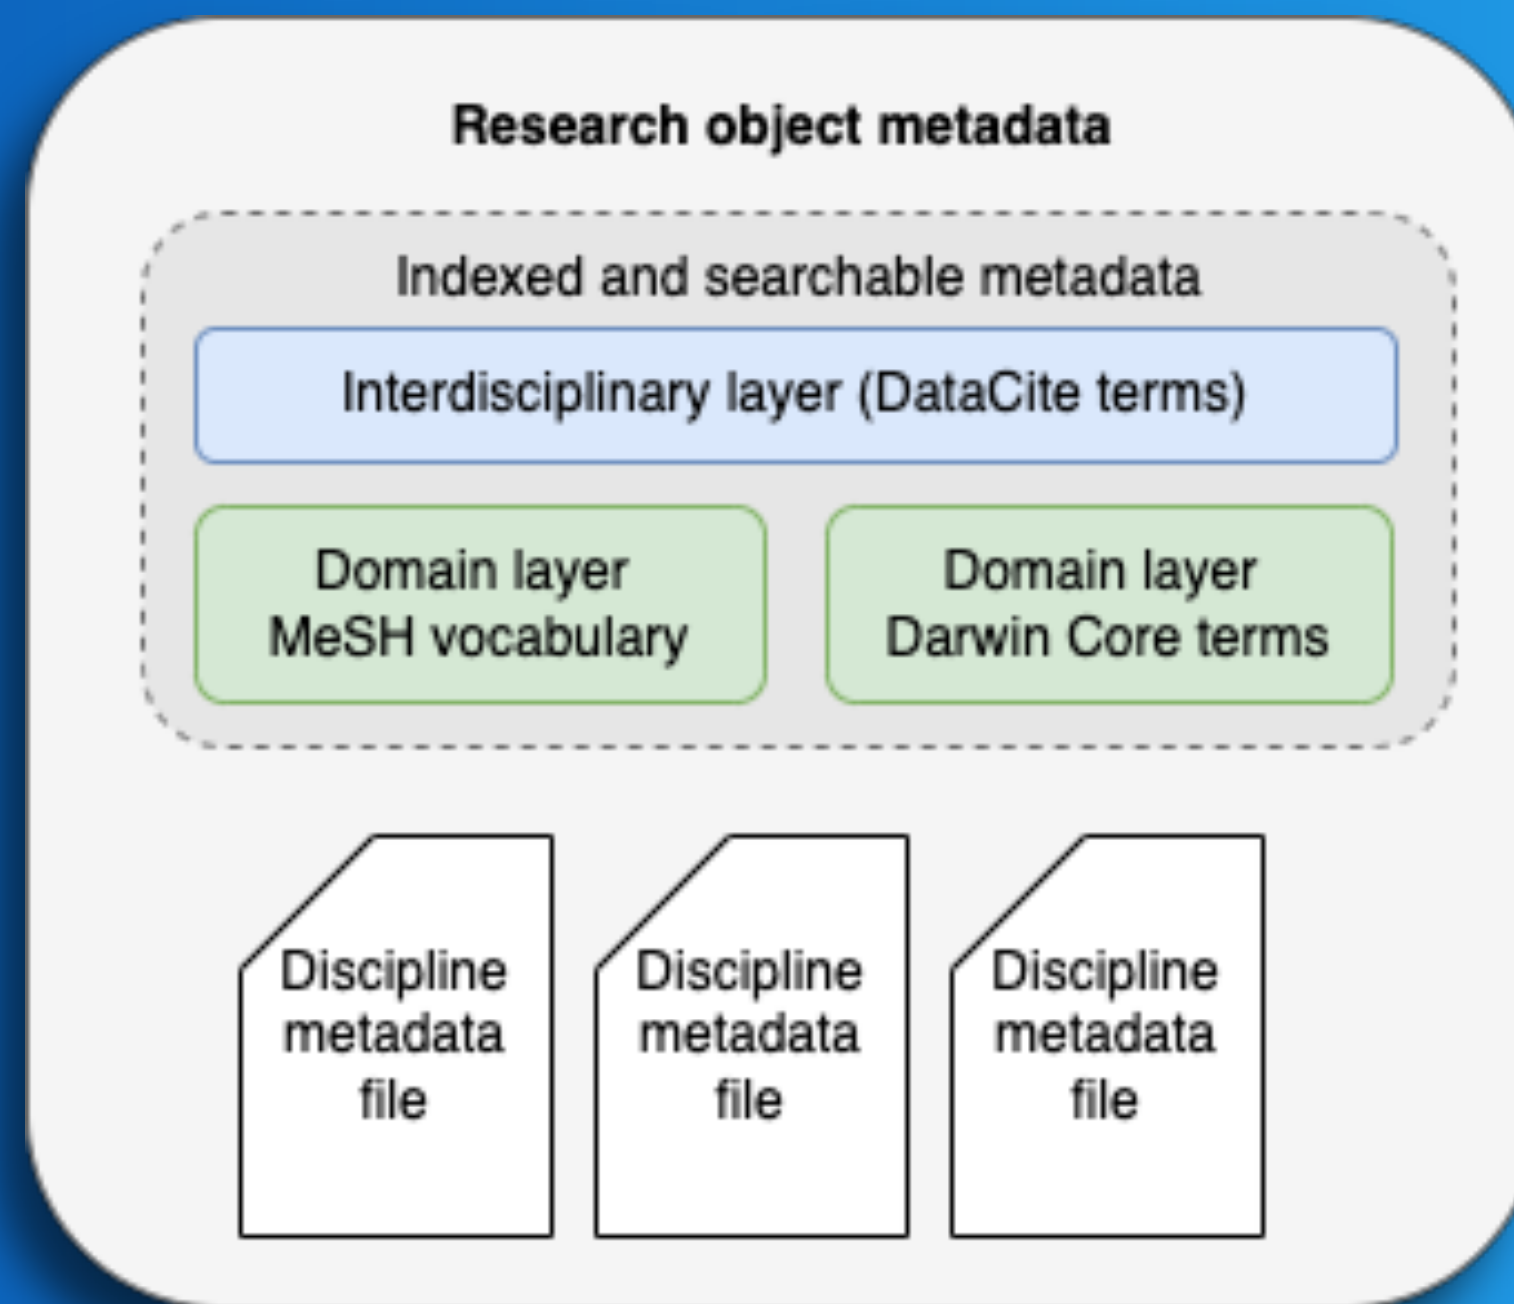 Research object metadata
Indexed and searchable metadata
Interdisciplinary layer (DataCite terms)
Domain layer
MeSH vocabulary
Domain layer
Darwin Core terms
Discipline
metadata
file
Discipline
metadata
file
Discipline
metadata
file